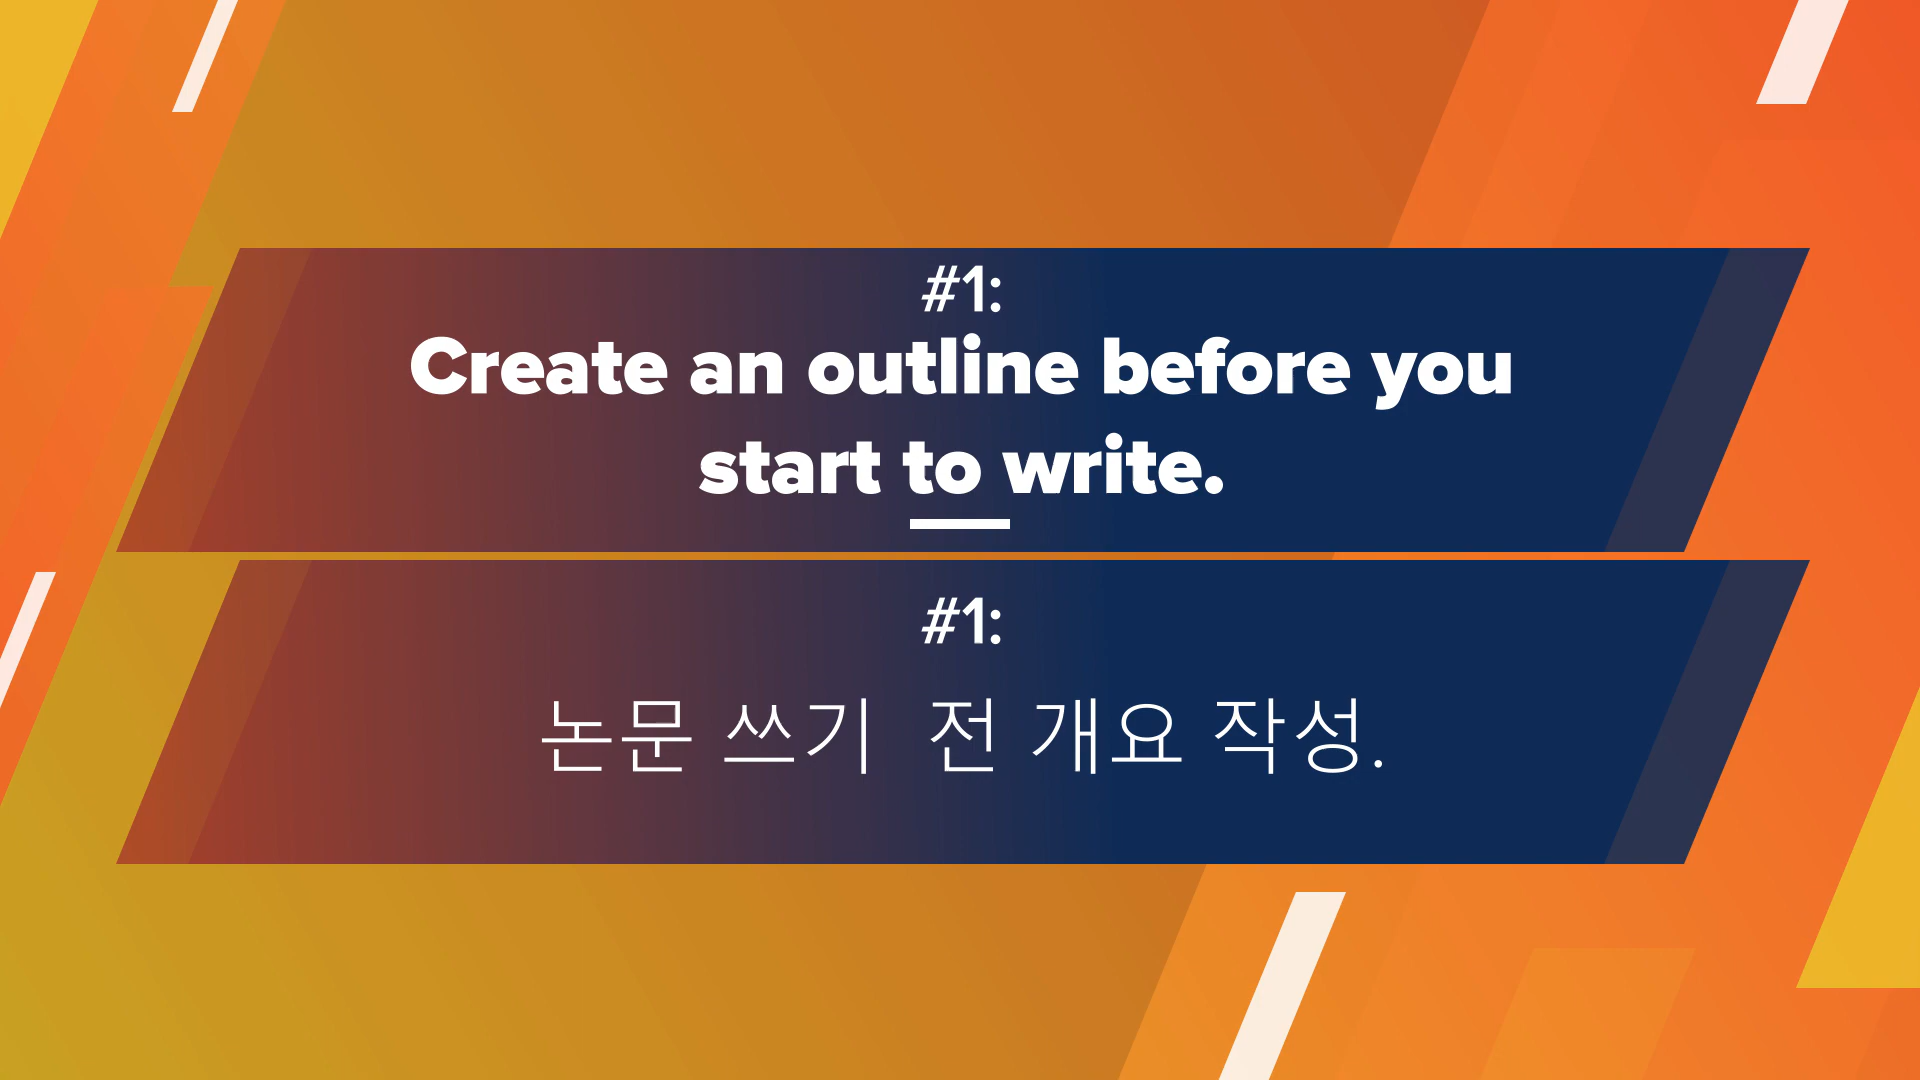 #1:
Create an outline before you
start to write.
#1:
논문 쓰기 전 개요 작성.